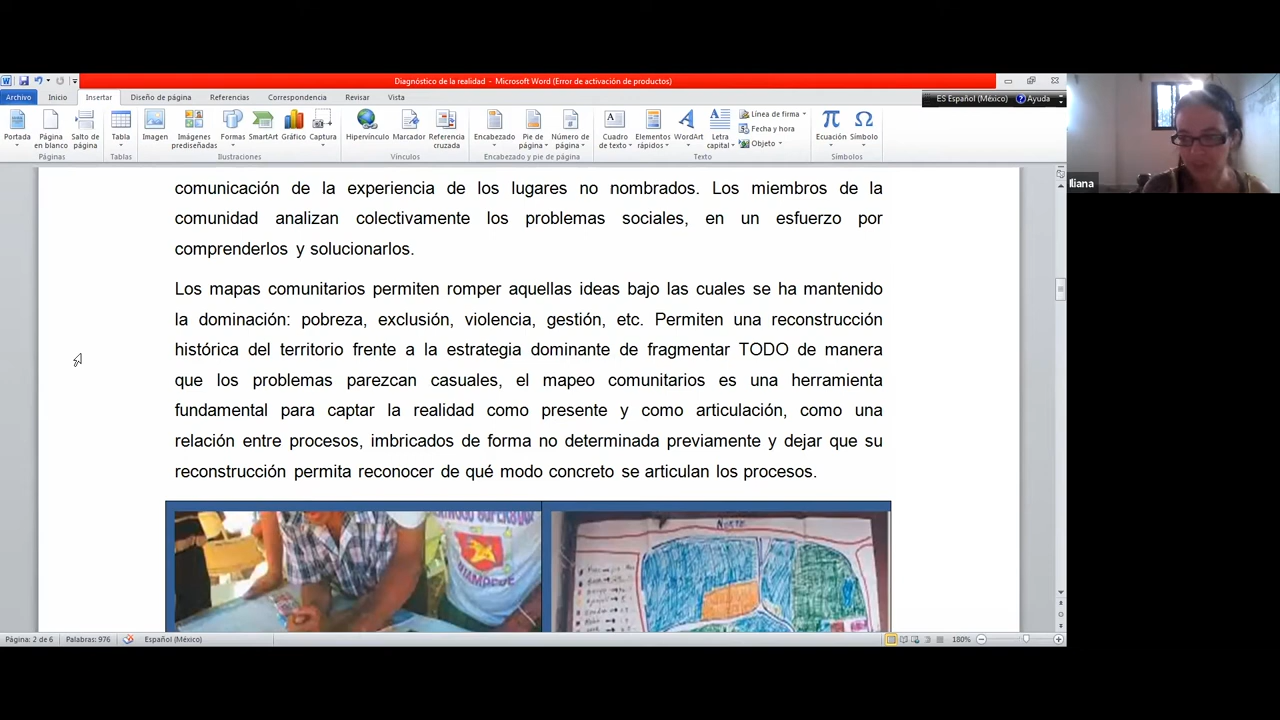 Diagnóstico de la realidad - Microsoft Word (Error de activación de productos)
Archivo Inicio Insertar Diseño de página Referencias Correspondencia Revisar Vista ES Español (México) Ayuda
Portada Página en blanco Salto de página Tabla Imagen Imágenes prediseñadas Formas SmartArt Gráfico Captura Hipervínculo Marcador Referencia cruzada Encabezado Pie de página Número de página Cuadro de texto Elementos rápidos WordArt Letra capital Línea de firma Fecha y hora Objeto Ecuación Símbolo
Páginas Tablas Ilustraciones Vínculos Encabezado y pie de página Texto Símbolos
Iliana
comunicación de la experiencia de los lugares no nombrados. Los miembros de la
comunidad analizan colectivamente los problemas sociales, en un esfuerzo por
comprenderlos y solucionarlos.
Los mapas comunitarios permiten romper aquellas ideas bajo las cuales se ha mantenido
la dominación: pobreza, exclusión, violencia, gestión, etc. Permiten una reconstrucción
histórica del territorio frente a la estrategia dominante de fragmentar TODO de manera
que los problemas parezcan casuales, el mapeo comunitarios es una herramienta
fundamental para captar la realidad como presente y como articulación, como una
relación entre procesos, imbricados de forma no determinada previamente y dejar que su
reconstrucción permita reconocer de qué modo concreto se articulan los procesos.
NORTE
Página: 2 de 6 Palabras: 976 Español (México) 180%